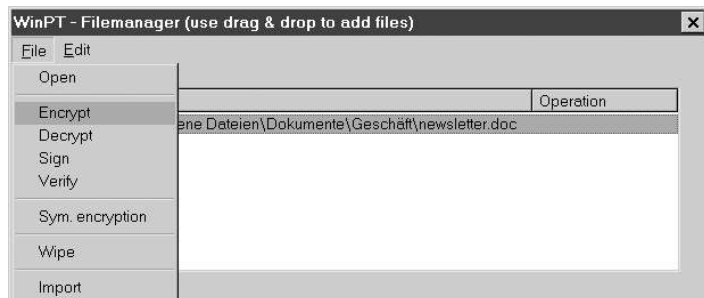 WinPT - Filemanager (use drag & drop to add files)
File Edit
Open
Operation
Encrypt
ene Dateien\Dokumente\Geschäft\newsletter.doc
Decrypt
Sign
Verify
Sym. encryption
Wipe
Import